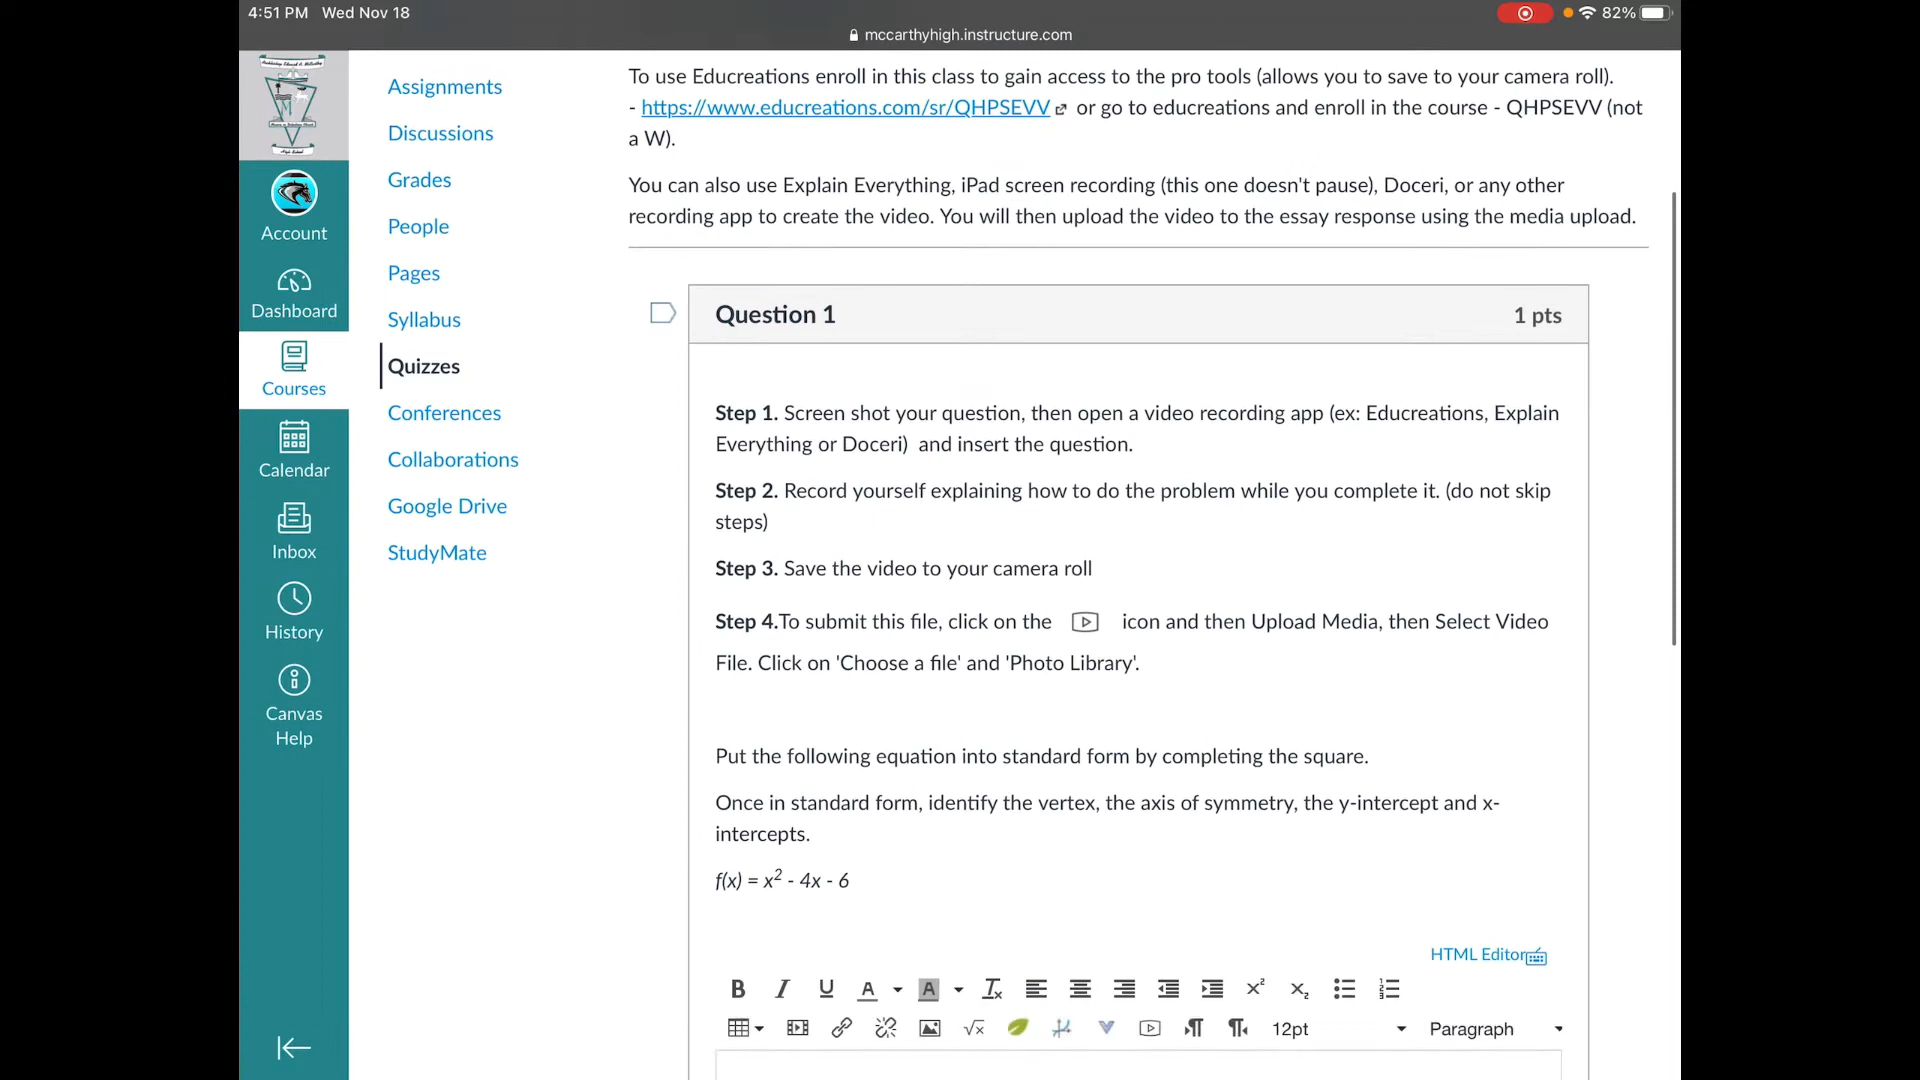 4:51 PM Wed Nov 18
82%
mccarthyhigh.instructure.com
Account
Dashboard
Courses
Calendar
Inbox
History
Canvas
Help
Assignments
Discussions
Grades
People
Pages
Syllabus
Quizzes
Conferences
Collaborations
Google Drive
StudyMate
To use Educreations enroll in this class to gain access to the pro tools (allows you to save to your camera roll).
- https://www.educreations.com/sr/QHPSEVV or go to educreations and enroll in the course - QHPSEVV (not
a W).
You can also use Explain Everything, iPad screen recording (this one doesn't pause), Doceri, or any other
recording app to create the video. You will then upload the video to the essay response using the media upload.
Question 1 1 pts
Step 1. Screen shot your question, then open a video recording app (ex: Educreations, Explain
Everything or Doceri) and insert the question.
Step 2. Record yourself explaining how to do the problem while you complete it. (do not skip
steps)
Step 3. Save the video to your camera roll
Step 4.To submit this file, click on the icon and then Upload Media, then Select Video
File. Click on 'Choose a file' and 'Photo Library'.
Put the following equation into standard form by completing the square.
Once in standard form, identify the vertex, the axis of symmetry, the y-intercept and x-
intercepts.
f(x) = x² - 4x - 6
HTML Editor
12pt Paragraph